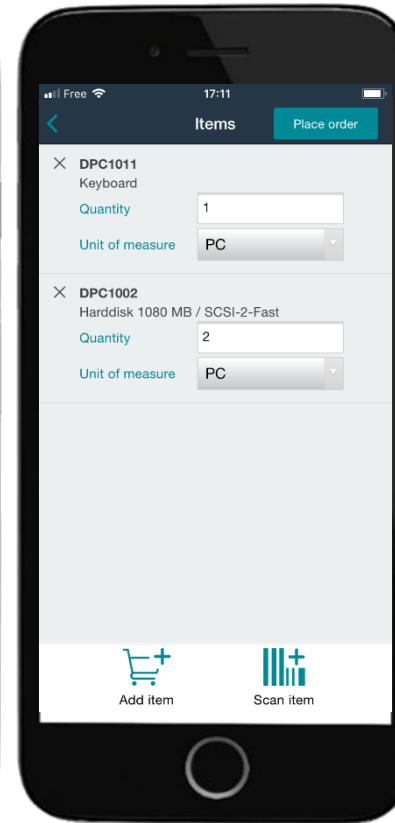 Free 17:11
Items Place order
DPC1011
Keyboard
Quantity 1
Unit of measure PC
DPC1002
Harddisk 1080 MB / SCSI-2-Fast
Quantity 2
Unit of measure PC
Add item Scan item